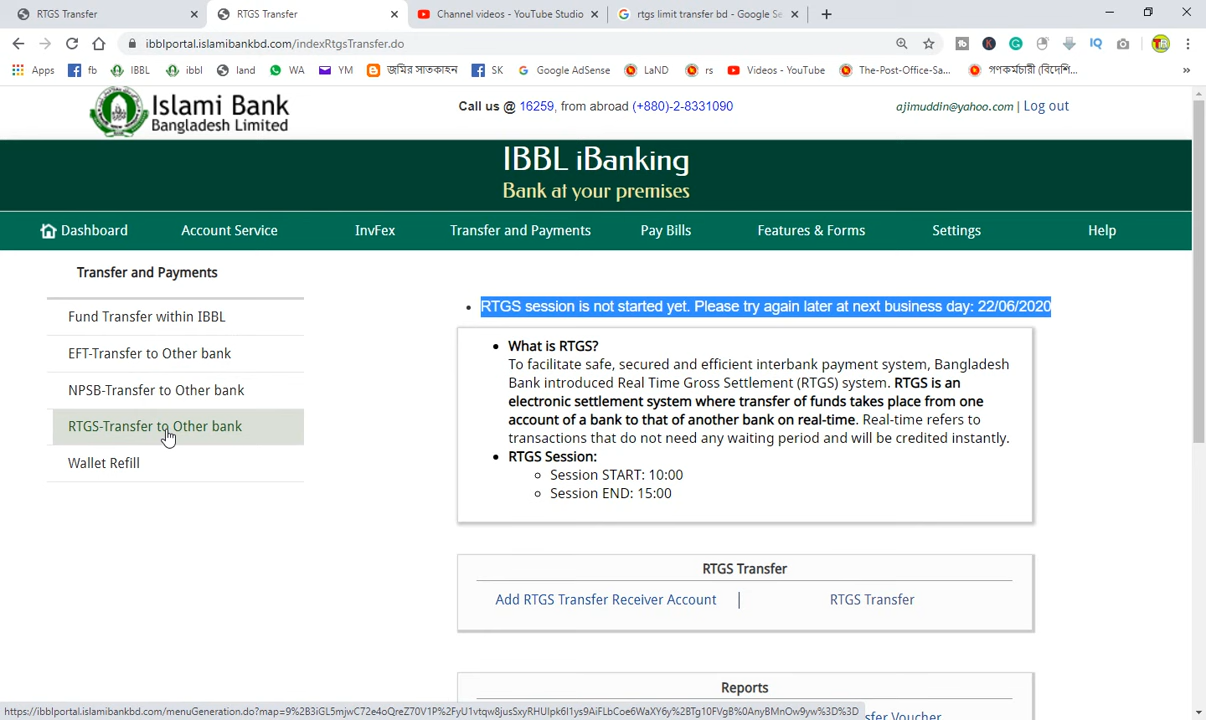 RTGS Transfer
RTGS Transfer
Channel videos - YouTube Studio
rtgs limit transfer bd - Google Se
ibblportal.islamibankbd.com/indexRtgsTransfer.do
Apps fb IBBL ibbl land WA YM জমির সাতকাহন SK Google AdSense LaND rs Videos - YouTube The-Post-Office-Sa... গণকর্মচারী (বিদেশি...
Islami Bank
Bangladesh Limited
Call us @ 16259, from abroad (+880)-2-8331090
ajimuddin@yahoo.com | Log out
IBBL iBanking
Bank at your premises
Dashboard Account Service InvFex Transfer and Payments Pay Bills Features & Forms Settings Help
Transfer and Payments
Fund Transfer within IBBL
EFT-Transfer to Other bank
NPSB-Transfer to Other bank
RTGS-Transfer to Other bank
Wallet Refill
RTGS session is not started yet. Please try again later at next business day: 22/06/2020
What is RTGS?
To facilitate safe, secured and efficient interbank payment system, Bangladesh
Bank introduced Real Time Gross Settlement (RTGS) system. RTGS is an
electronic settlement system where transfer of funds takes place from one
account of a bank to that of another bank on real-time. Real-time refers to
transactions that do not need any waiting period and will be credited instantly.
RTGS Session:
Session START: 10:00
Session END: 15:00
RTGS Transfer
Add RTGS Transfer Receiver Account | RTGS Transfer
Reports
sfer Voucher